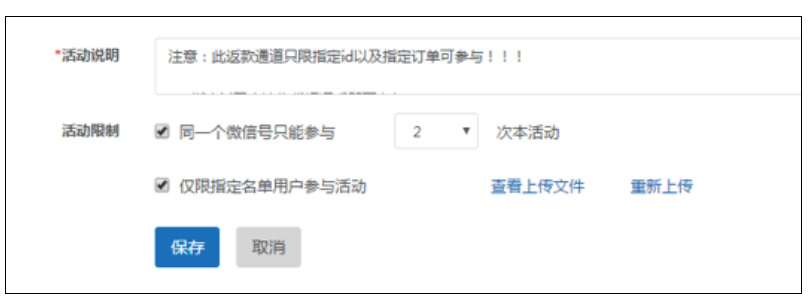 *活动说明
注意：此返款通道只限指定id以及指定订单可参与！！！
活动限制
同一个微信号只能参与 2 次本活动
仅限指定名单用户参与活动 查看上传文件 重新上传
保存 取消